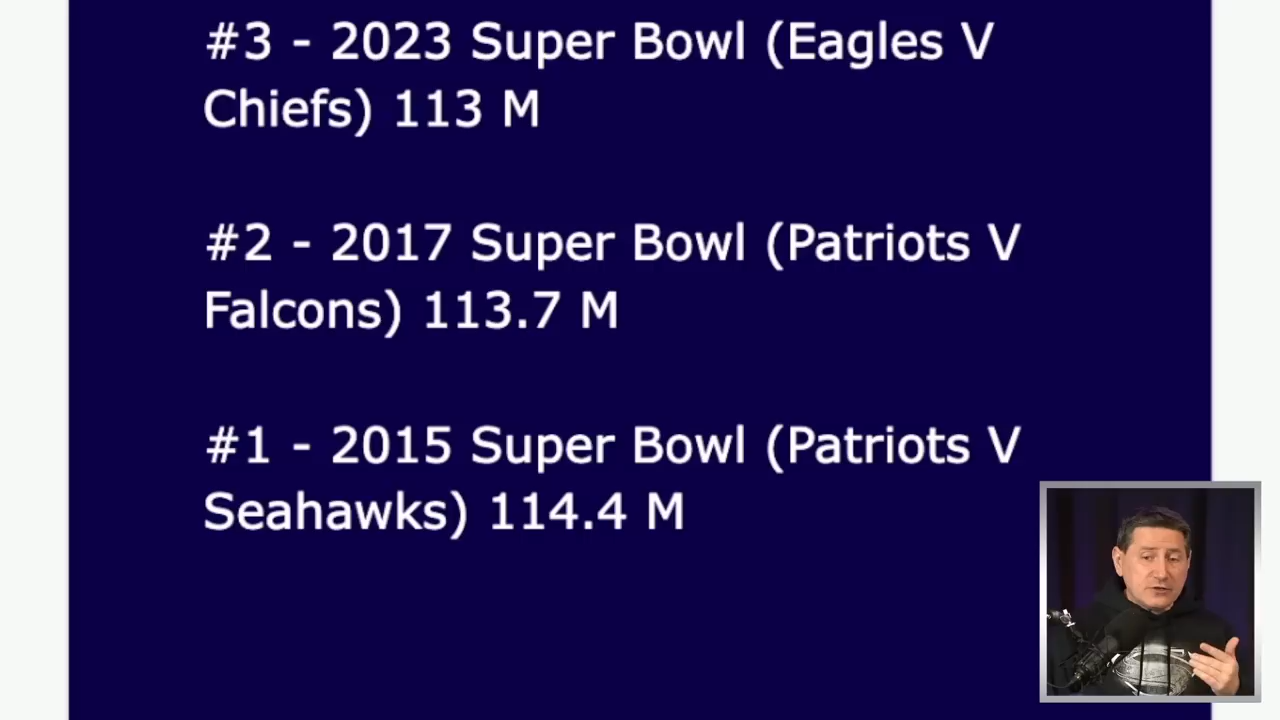 #3 - 2023 Super Bowl (Eagles V
Chiefs) 113 M
#2 - 2017 Super Bowl (Patriots V
Falcons) 113.7 M
#1 - 2015 Super Bowl (Patriots V
Seahawks) 114.4 M